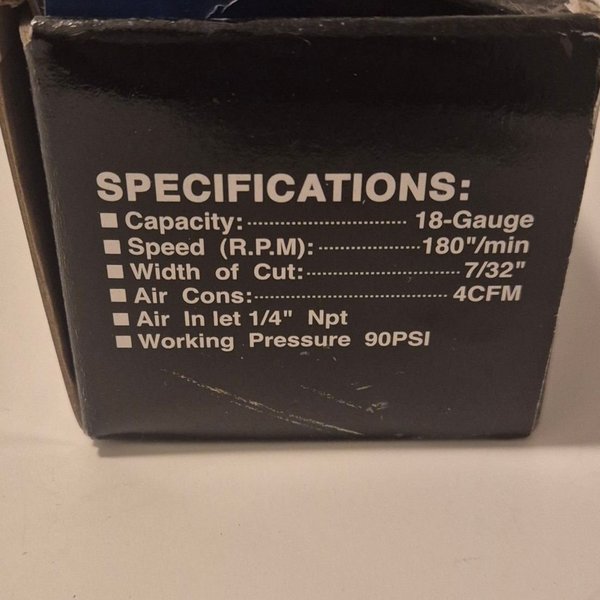 SPECIFICATIONS:
■ Capacity:.................................. 18-Gauge
■ Speed (R.P.M):......................180"/min
■ Width of Cut:..................................7/32"
■ Air Cons:.......................................... 4CFM
■ Air In let 1/4" Npt
■ Working Pressure 90PSI